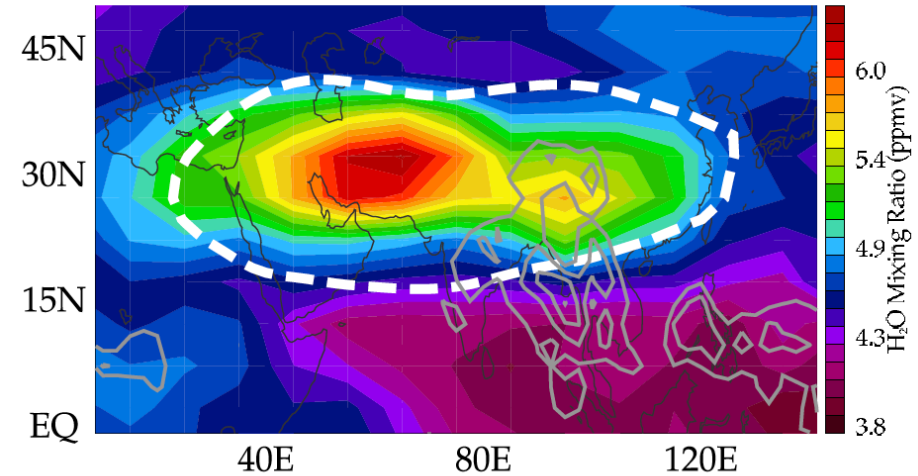 45N
30N
15N
EQ
40E
80E
120E
6.0
5.4
4.9
4.3
3.8
H₂O Mixing Ratio (ppmv)